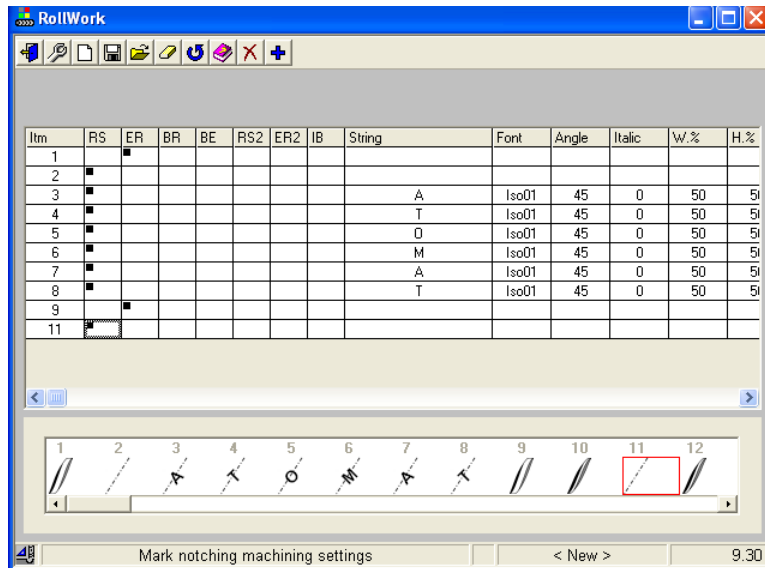 RollWork
Itm RS ER BR BE RS2 ER2 IB String Font Angle Italic W.% H.%
1
2
3 A Iso01 45 0 50
4 T Iso01 45 0 50
5 O Iso01 45 0 50
6 M Iso01 45 0 50
7 A Iso01 45 0 50
8 T Iso01 45 0 50
9
11
1 2 3 4 5 6 7 8 9 10 11 12
A T O M A T
Mark notching machining settings < New > 9.30